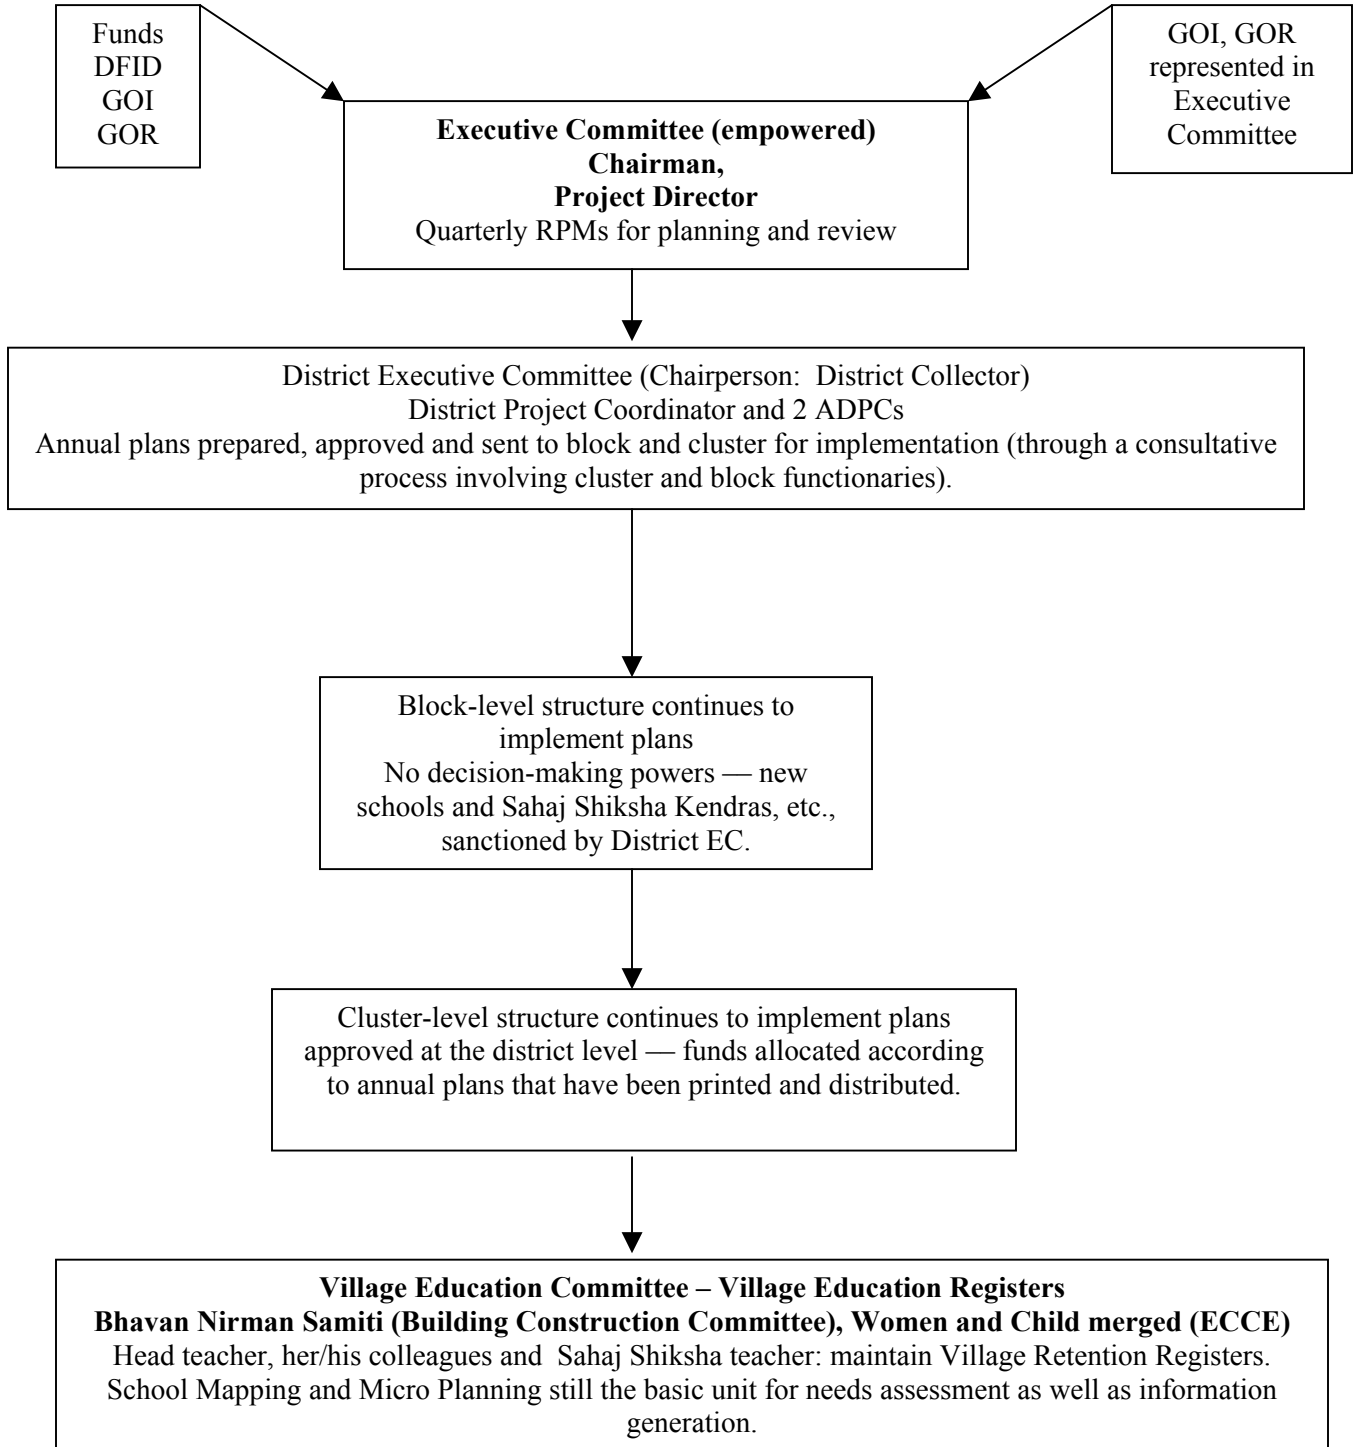 Funds
DFID
GOI
GOR
GOI, GOR
represented in
Executive
Committee
Executive Committee (empowered)
Chairman,
Project Director
Quarterly RPMs for planning and review
District Executive Committee (Chairperson:  District Collector)
District Project Coordinator and 2 ADPCs
Annual plans prepared, approved and sent to block and cluster for implementation (through a consultative
process involving cluster and block functionaries).
Block-level structure continues to
implement plans
No decision-making powers — new
schools and Sahaj Shiksha Kendras, etc.,
sanctioned by District EC.
Cluster-level structure continues to implement plans
approved at the district level — funds allocated according
to annual plans that have been printed and distributed.
Village Education Committee – Village Education Registers
Bhavan Nirman Samiti (Building Construction Committee), Women and Child merged (ECCE)
Head teacher, her/his colleagues and  Sahaj Shiksha teacher: maintain Village Retention Registers.
School Mapping and Micro Planning still the basic unit for needs assessment as well as information
generation.